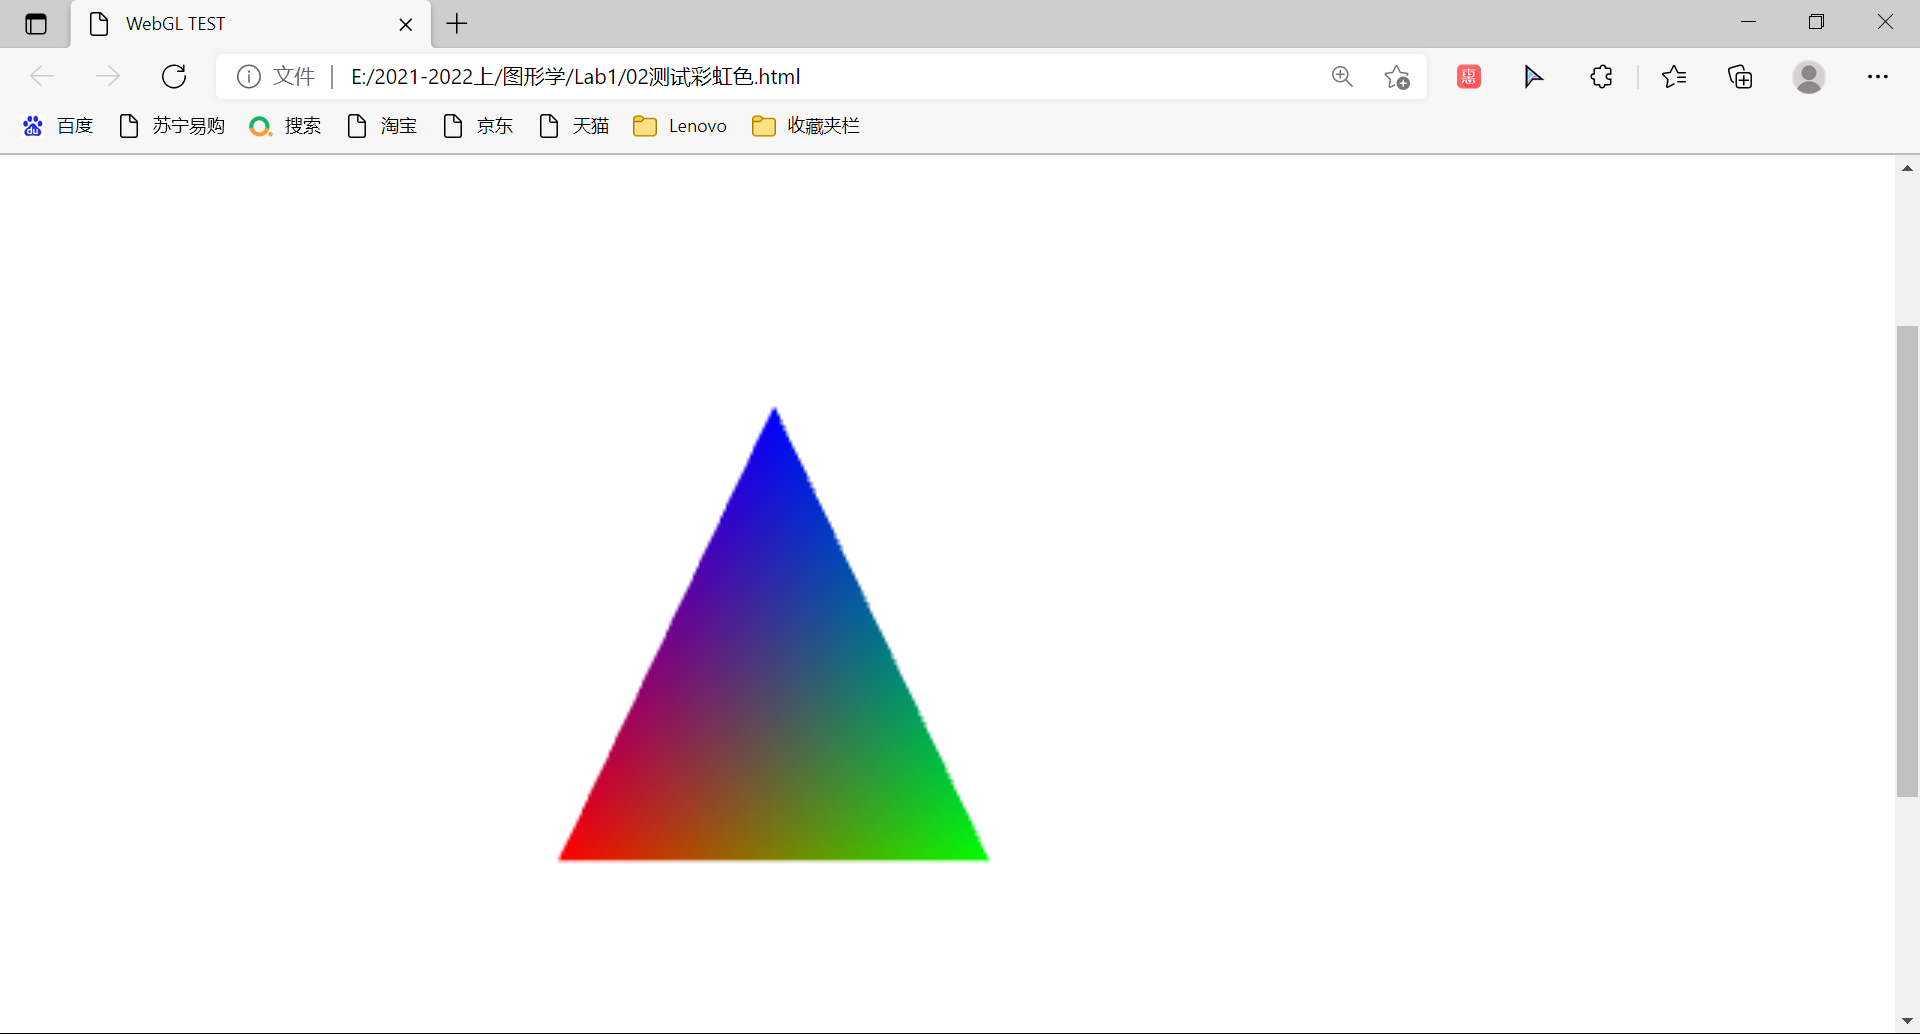 WebGL TEST
文件 E:/2021-2022上/图形学/Lab1/02测试彩虹色.html
惠
du 百度 苏宁易购 搜索 淘宝 京东 天猫 Lenovo 收藏夹栏